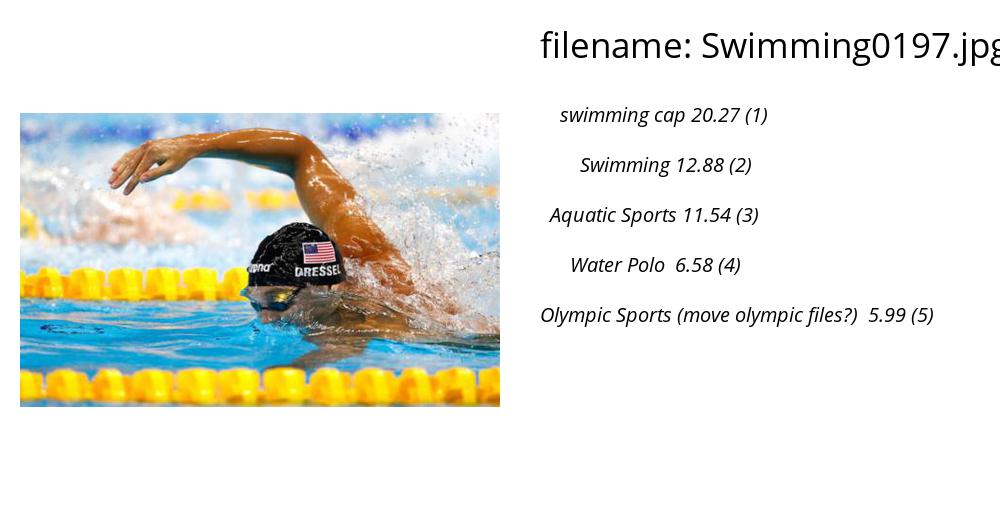 filename: Swimming0197.jpg
swimming cap 20.27 (1)
Swimming 12.88 (2)
Aquatic Sports 11.54 (3)
Water Polo 6.58 (4)
Olympic Sports (move olympic files?) 5.99 (5)
DRESSEL